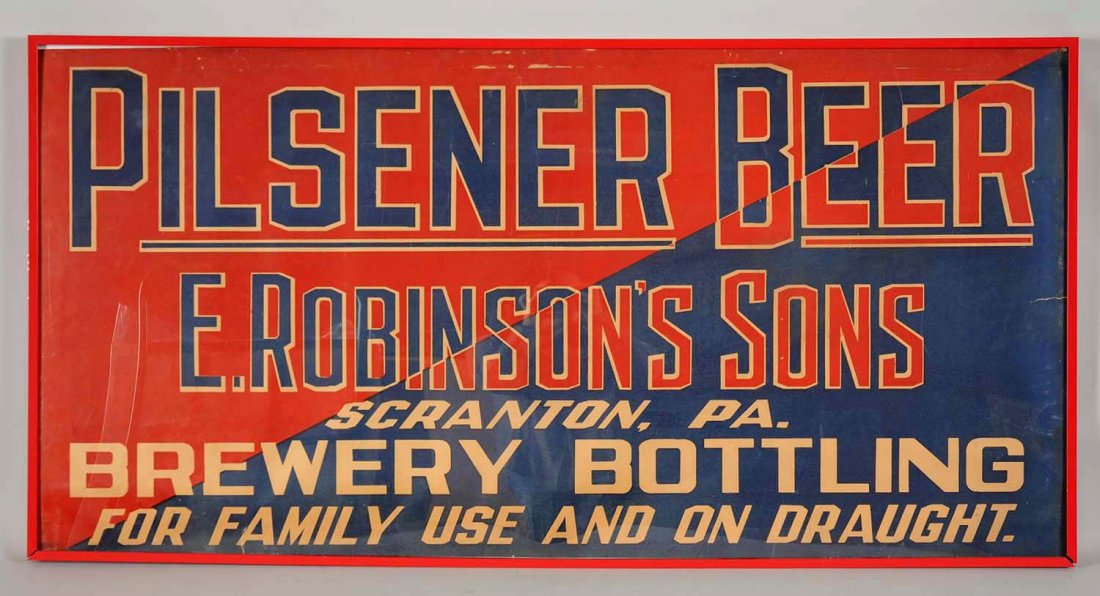 PILSENER BEER
E. ROBINSON'S SONS
SCRANTON, PA.
BREWERY BOTTLING
FOR FAMILY USE AND ON DRAUGHT.